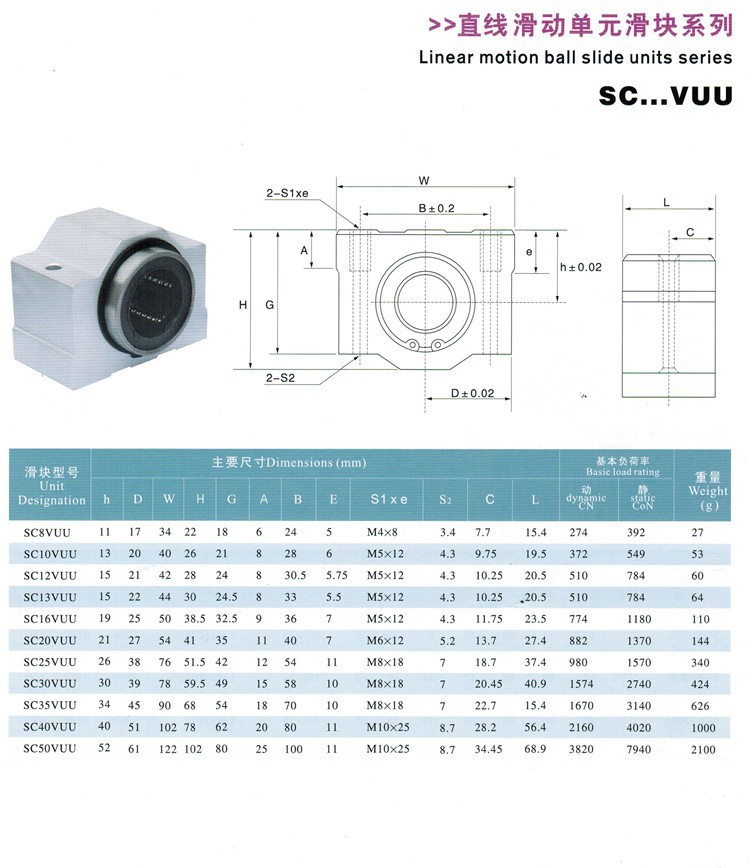 >>直线滑动单元滑块系列
Linear motion ball slide units series
SC...VUU
W
2-S1xe
B±0.2
L
C
A
e
h±0.02
H
G
2-S2
D±0.02
滑块型号 Unit Designation
主要尺寸Dimensions (mm)
基本负荷率 Basic load rating
重量 Weight (g)
h D W H G A B E S1xe S2 C L 动 dynamic CN 静 static CoN
SC8VUU 11 17 34 22 18 6 24 5 M4×8 3.4 7.7 15.4 274 392 27
SC10VUU 13 20 40 26 21 8 28 6 M5×12 4.3 9.75 19.5 372 549 53
SC12VUU 15 21 42 28 24 8 30.5 5.75 M5×12 4.3 10.25 20.5 510 784 60
SC13VUU 15 22 44 30 24.5 8 33 5.5 M5×12 4.3 10.25 20.5 510 784 64
SC16VUU 19 25 50 38.5 32.5 9 36 7 M5×12 4.3 11.75 23.5 774 1180 110
SC20VUU 21 27 54 41 35 11 40 7 M6×12 5.2 13.7 27.4 882 1370 144
SC25VUU 26 38 76 51.5 42 12 54 11 M8×18 7 18.7 37.4 980 1570 340
SC30VUU 30 39 78 59.5 49 15 58 10 M8×18 7 20.45 40.9 1574 2740 424
SC35VUU 34 45 90 68 54 18 70 10 M8×18 7 22.7 15.4 1670 3140 626
SC40VUU 40 51 102 78 62 20 80 11 M10×25 8.7 28.2 56.4 2160 4020 1000
SC50VUU 52 61 122 102 80 25 100 11 M10×25 8.7 34.45 68.9 3820 7940 2100